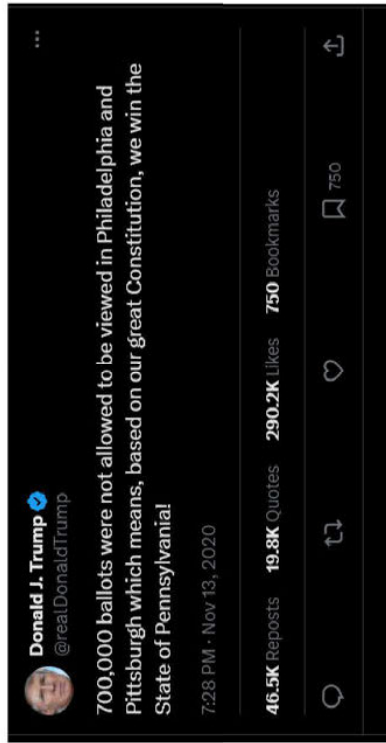 Donald J. Trump
@realDonaldTrump
700,000 ballots were not allowed to be viewed in Philadelphia and
Pittsburgh which means, based on our great Constitution, we win the
State of Pennsylvania!
7:28 PM · Nov 13, 2020
46.5K Reposts 19.8K Quotes 290.2K Likes 750 Bookmarks
750